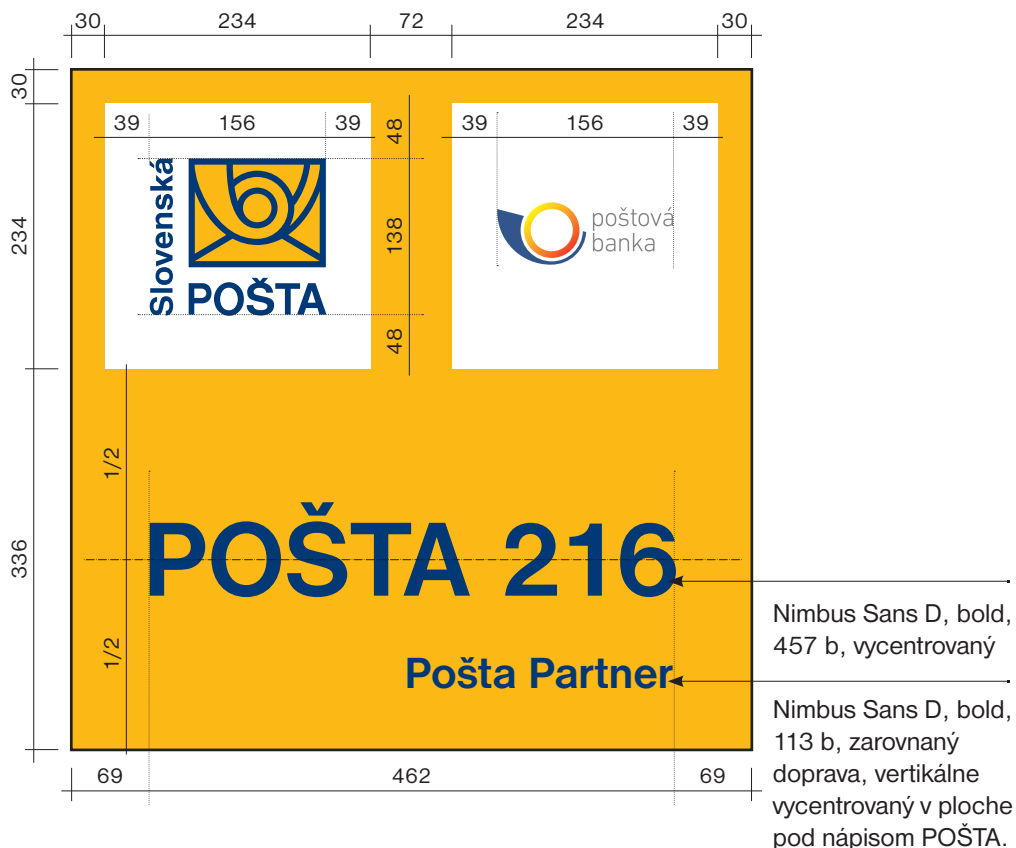 30 234 72 234 30
30
39 156 39
48
39 156 39
234
Slovenská
POŠTA
138
48
poštová
banka
1/2
336
POŠTA 216
1/2
Pošta Partner
Nimbus Sans D, bold,
457 b, vycentrovaný
Nimbus Sans D, bold,
113 b, zarovnaný
doprava, vertikálne
vycentrovaný v ploche
pod nápisom POŠTA.
69 462 69